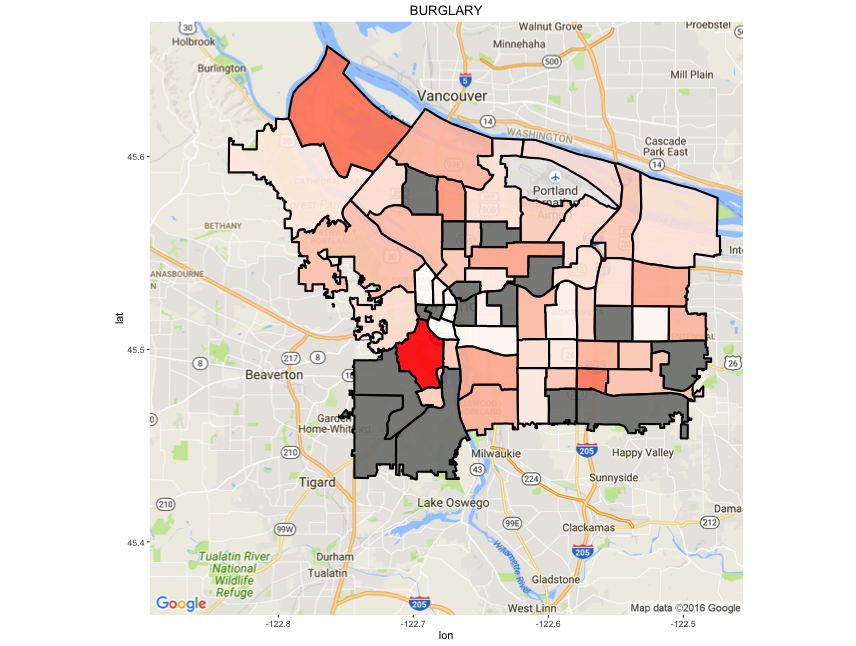 BURGLARY
30
Holbrook
Walnut Grove
Proebstel
Minnehaha
500
Burlington
5
Mill Plain
Vancouver
14
WASHINGTON
Cascade
Park East
14
45.6
Portland
BETHANY
ANASBOURNE
lat
45.5
8
217
8
26
Beaverton
Garden
Home-Whitford
210
Milwaukie
205
Happy Valley
43
Tigard
224
Sunnyside
Lake Oswego
210
99W
99E
Clackamas
212
45.4
Tualatin River
National
Wildlife
Refuge
Durham
Tualatin
Willamette River
205
Gladstone
205
West Linn
Google
Map data ©2016 Google
-122.8
-122.7
-122.6
-122.5
lon